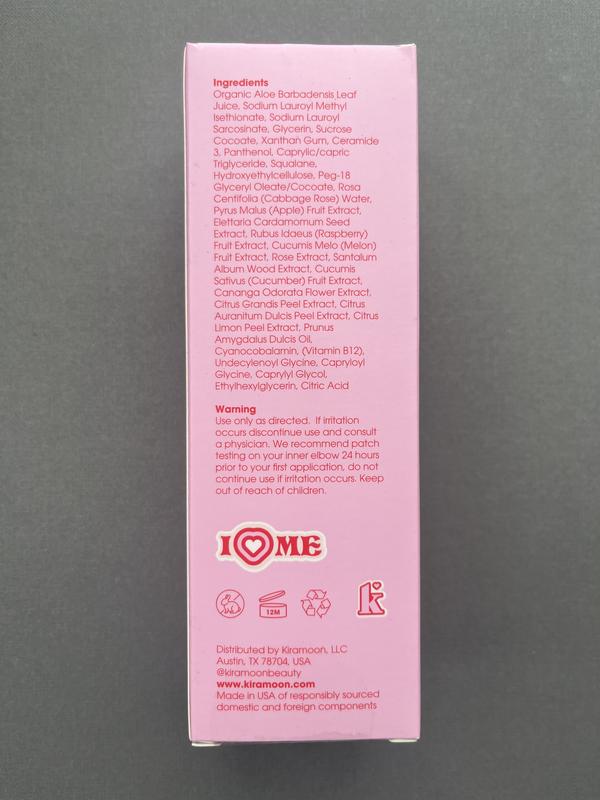 Ingredients
Organic Aloe Barbadensis Leaf
Juice, Sodium Lauroyl Methyl
Isethionate, Sodium Lauroyl
Sarcosinate, Glycerin, Sucrose
Cocoate, Xanthan Gum, Ceramide
3, Panthenol, Caprylic/capric
Triglyceride, Squalane,
Hydroxyethylcellulose, Peg-18
Glyceryl Oleate/Cocoate, Rosa
Centifolia (Cabbage Rose) Water,
Pyrus Malus (Apple) Fruit Extract,
Elettaria Cardamomum Seed
Extract, Rubus Idaeus (Raspberry)
Fruit Extract, Cucumis Melo (Melon)
Fruit Extract, Rose Extract, Santalum
Album Wood Extract, Cucumis
Sativus (Cucumber) Fruit Extract,
Cananga Odorata Flower Extract,
Citrus Grandis Peel Extract, Citrus
Auranitum Dulcis Peel Extract, Citrus
Limon Peel Extract, Prunus
Amygdalus Dulcis Oil,
Cyanocobalamin, (Vitamin B12),
Undecylenoyl Glycine, Capryloyl
Glycine, Caprylyl Glycol,
Ethylhexylglycerin, Citric Acid
Warning
Use only as directed. If irritation
occurs discontinue use and consult
a physician. We recommend patch
testing on your inner elbow 24 hours
prior to your first application, do not
continue use if irritation occurs. Keep
out of reach of children.
I ME
12M
k
Distributed by Kiramoon, LLC
Austin, TX 78704, USA
@kiramoonbeauty
www.kiramoon.com
Made in USA of responsibly sourced
domestic and foreign components